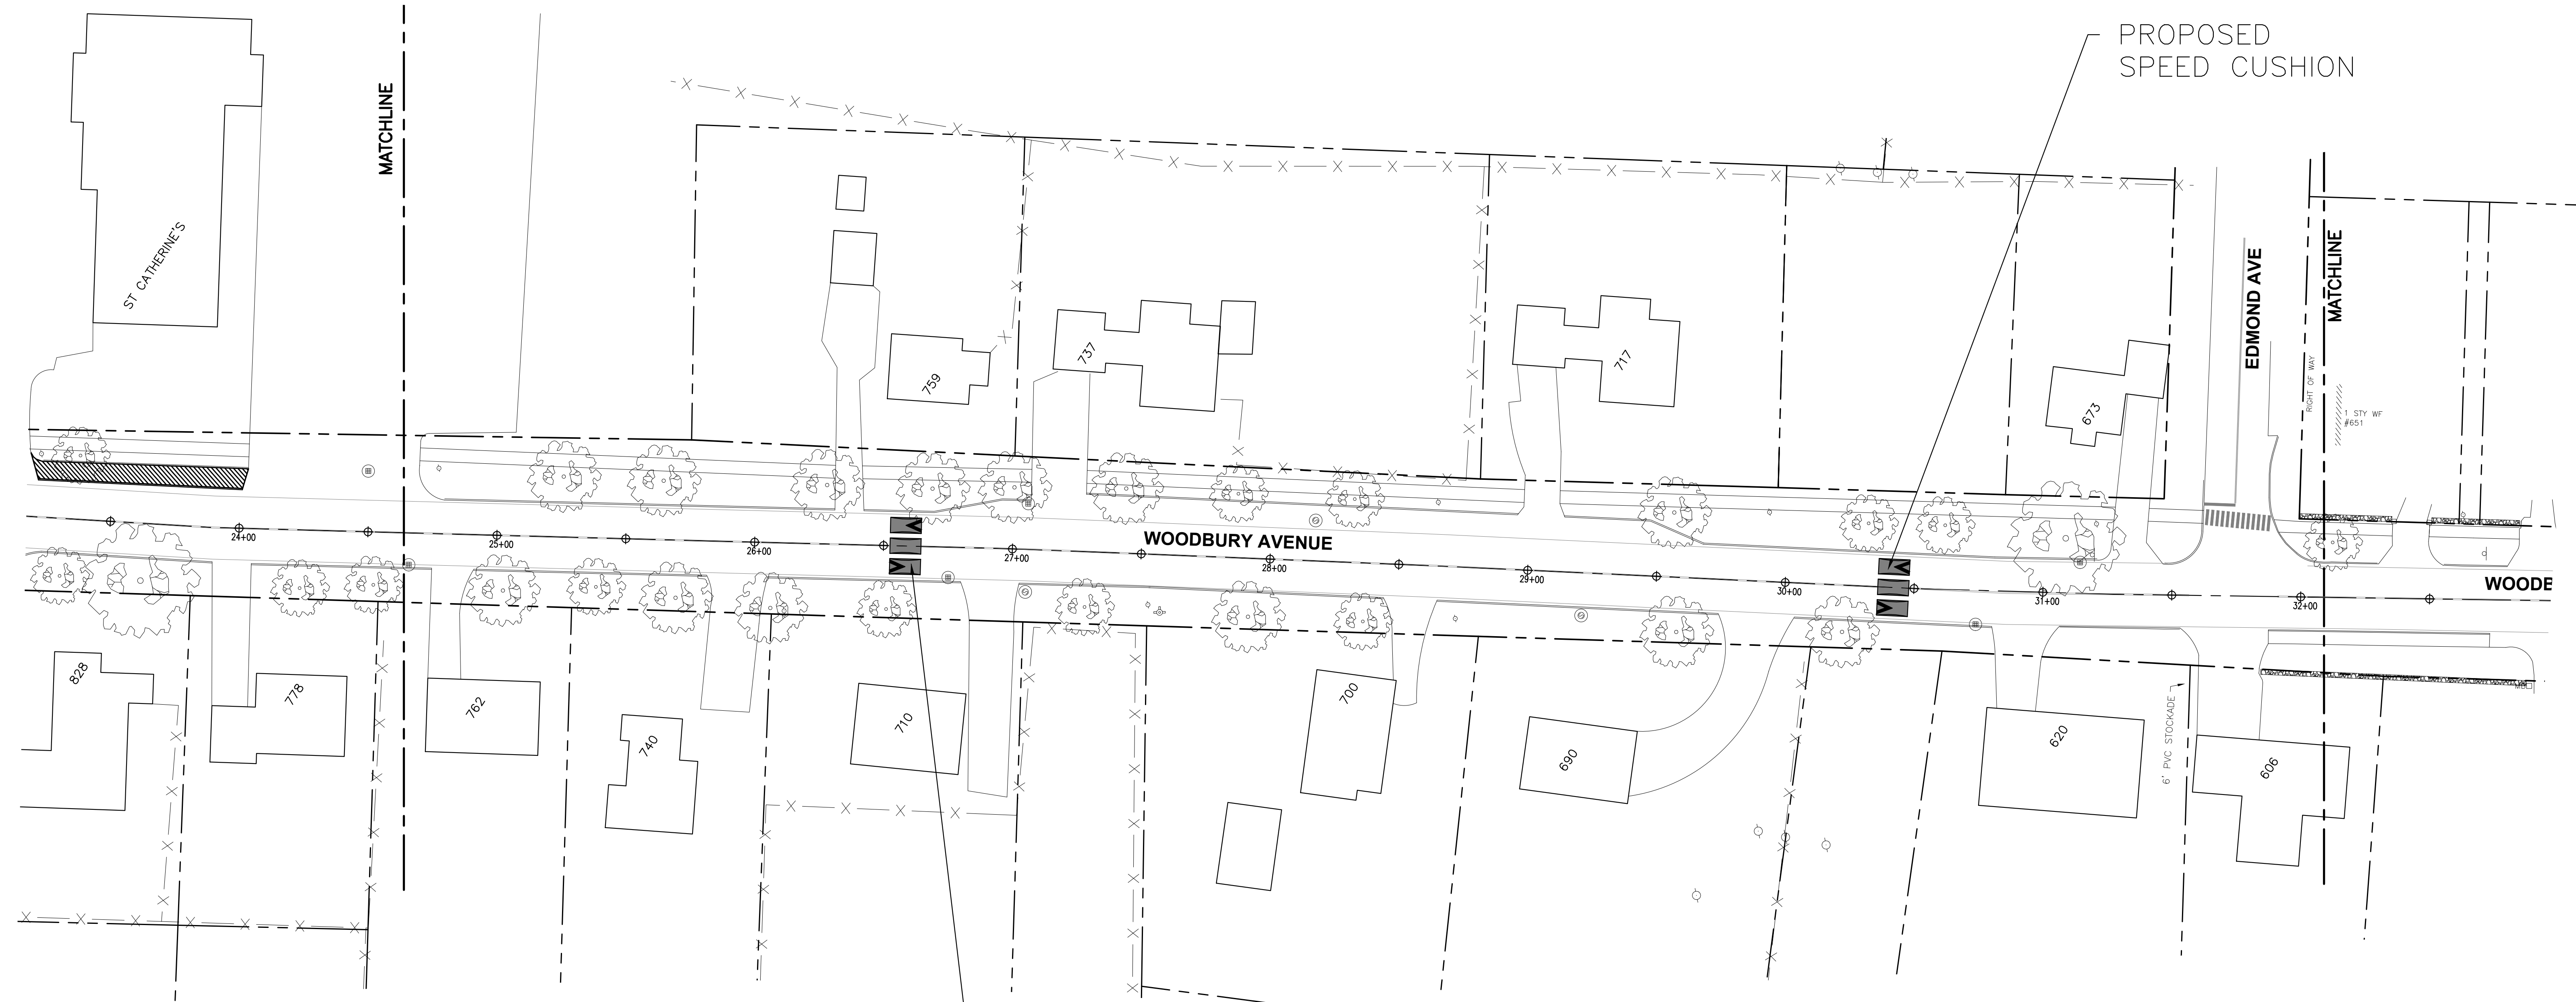 PROPOSED
SPEED CUSHION
MATCHLINE
ST CATHERINE'S
EDMOND AVE
MATCHLINE
RIGHT OF WAY
1 STY WF
#651
759
737
717
673
WOODBURY AVENUE
WOODB
24+00
25+00
26+00
27+00
28+00
29+00
30+00
31+00
32+00
828
778
762
740
710
700
690
620
606
6' PVC STOCKADE